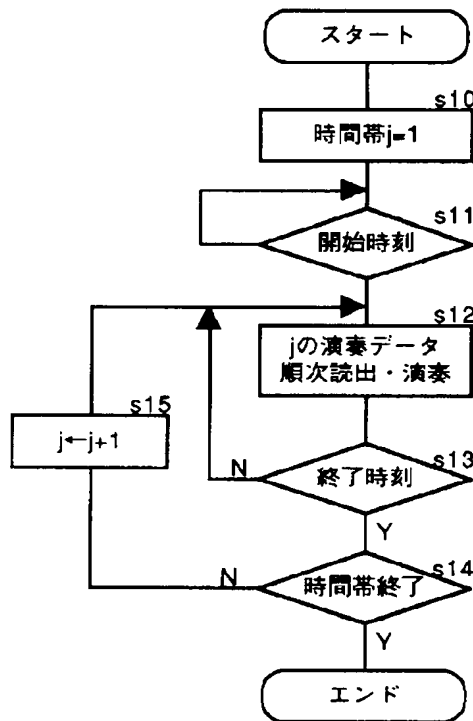 スタート
s10
時間帯j=1
s11
開始時刻
s12
jの演奏データ
順次読出・演奏
s15
j←j+1
s13
N
終了時刻
Y
s14
N
時間帯終了
Y
エンド